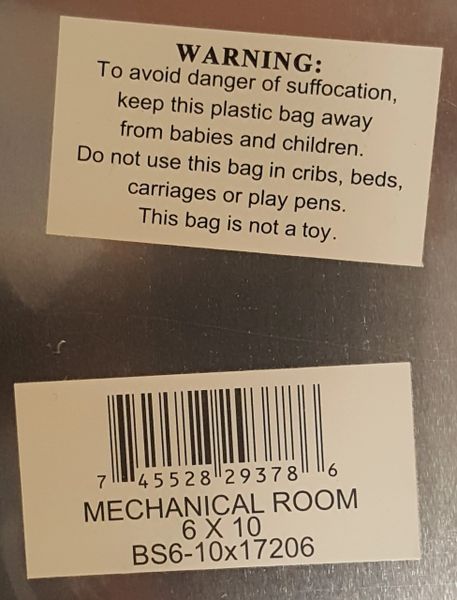 WARNING:
To avoid danger of suffocation,
keep this plastic bag away
from babies and children.
Do not use this bag in cribs, beds,
carriages or play pens.
This bag is not a toy.
7 45528 29378 6
MECHANICAL ROOM
6 X 10
BS6-10x17206